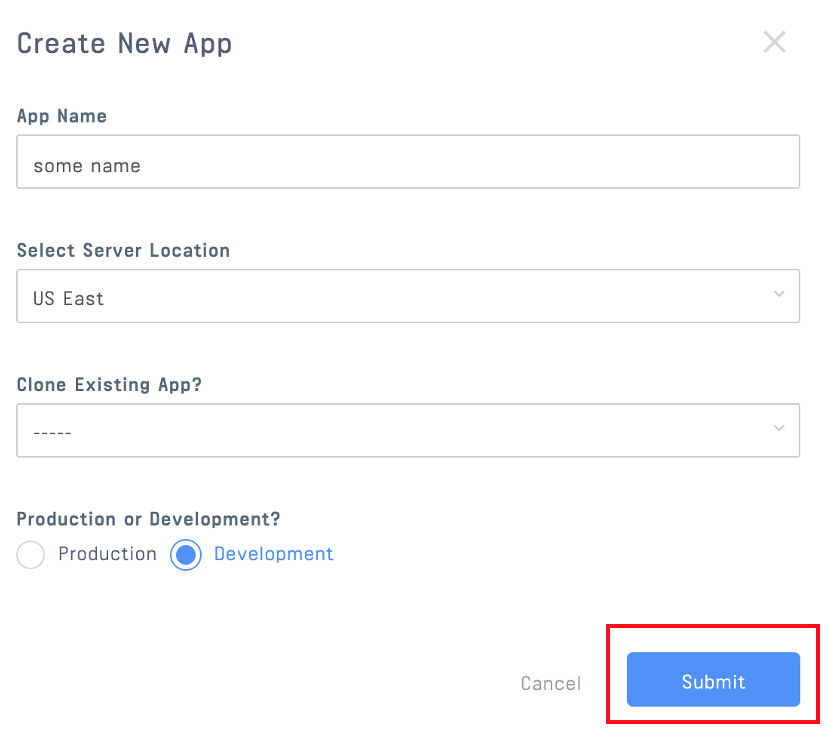 Create New App
App Name
some name
Select Server Location
US East
Clone Existing App?
-----
Production or Development?
Production Development
Cancel Submit